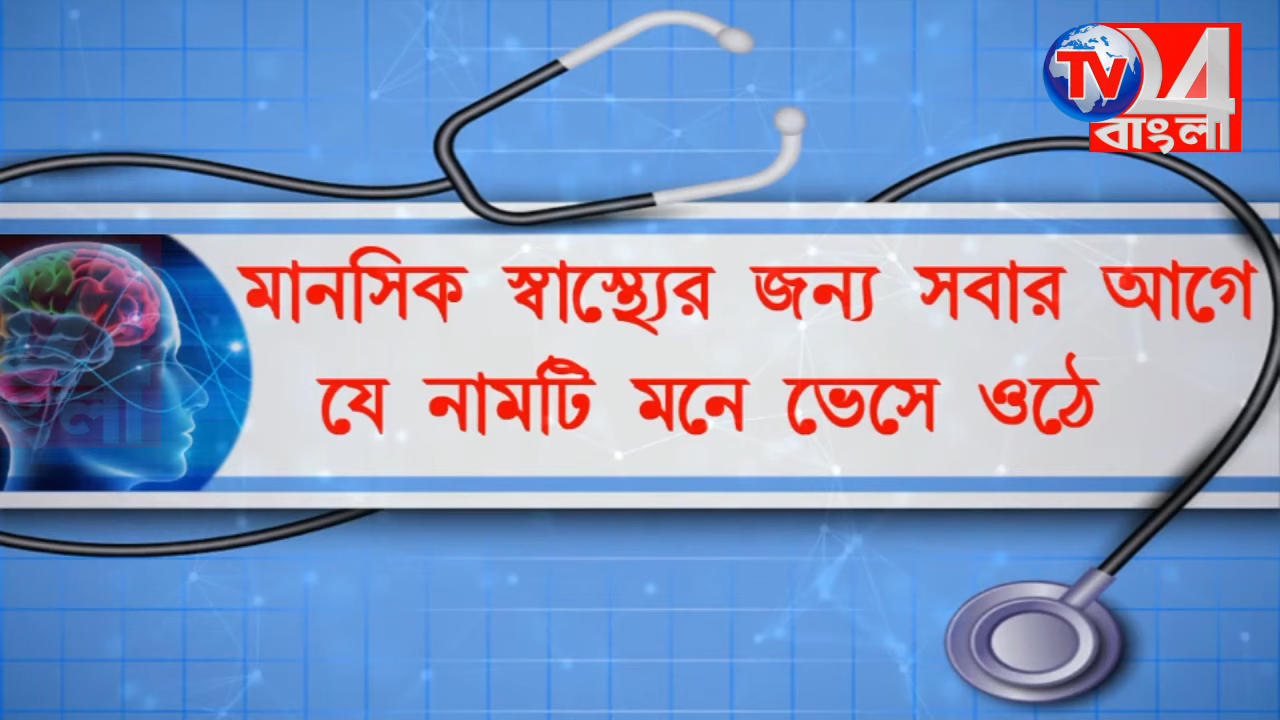 TV 24
বাংলা
মানসিক স্বাস্থ্যের জন্য সবার আগে
যে নামটি মনে ভেসে ওঠে